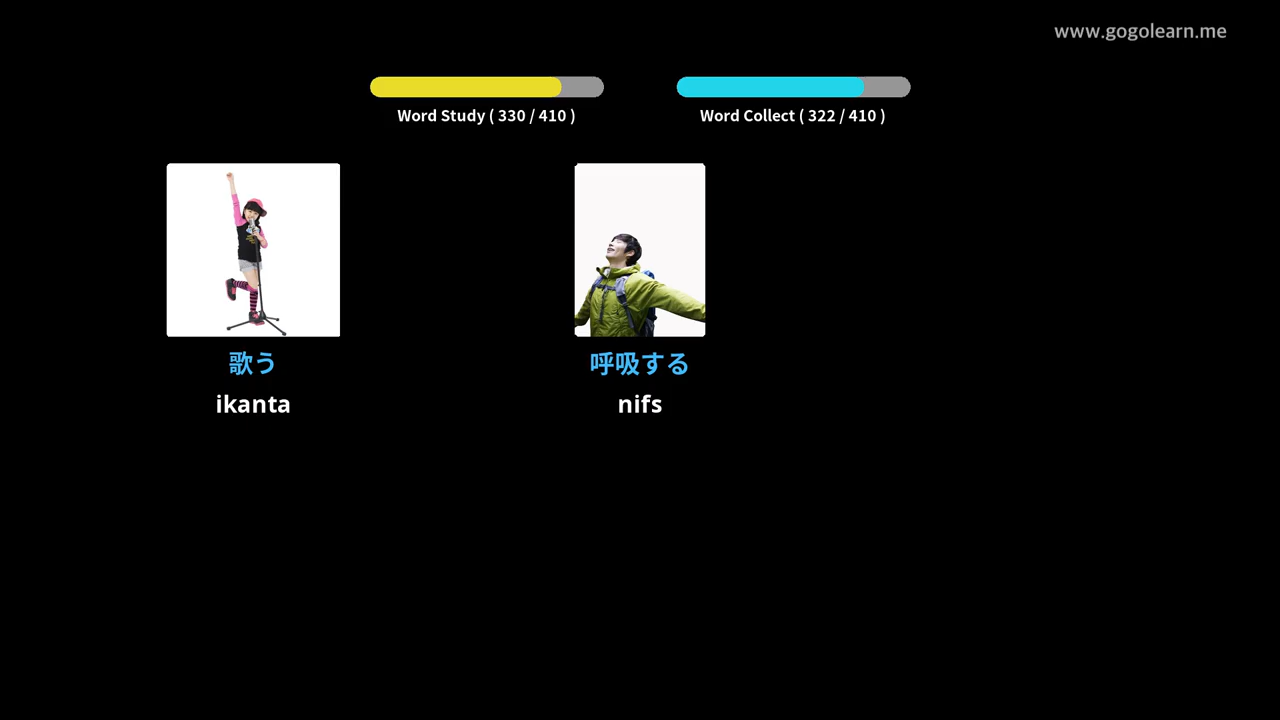 www.gogolearn.me
Word Study ( 330 / 410 )
Word Collect ( 322 / 410 )
歌う
ikanta
呼吸する
nifs